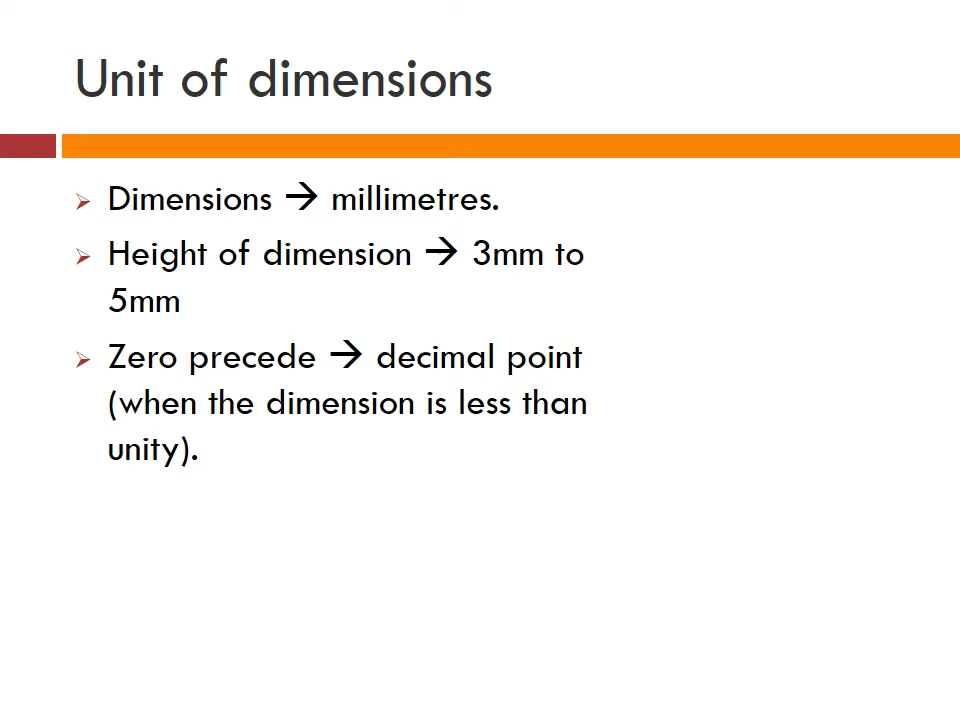 Unit of dimensions
➢ Dimensions → millimetres.
➢ Height of dimension → 3mm to
5mm
➢ Zero precede → decimal point
(when the dimension is less than
unity).